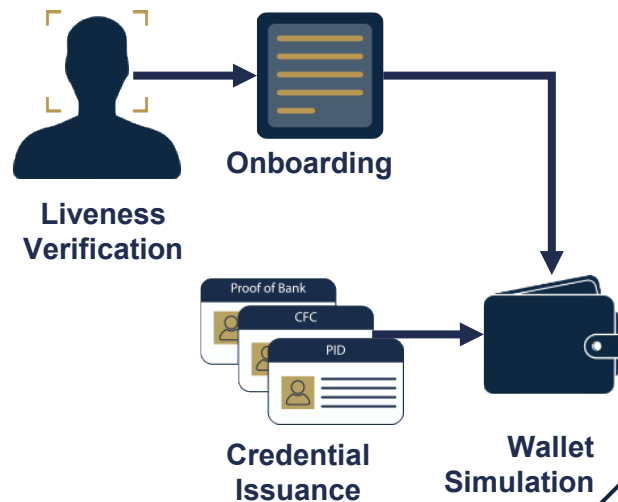 Onboarding
Liveness
Verification
Proof of Bank
CFC
PID
Credential
Issuance
Wallet
Simulation